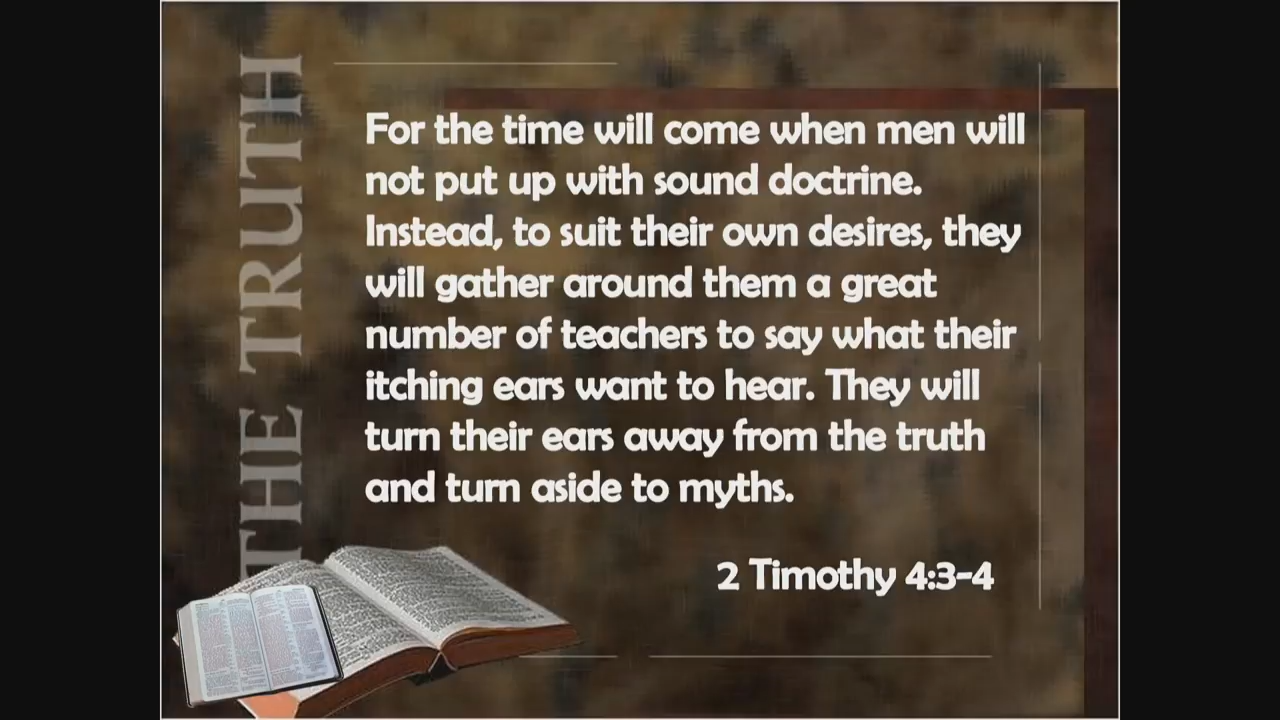 THE TRUTH
For the time will come when men will
not put up with sound doctrine.
Instead, to suit their own desires, they
will gather around them a great
number of teachers to say what their
itching ears want to hear. They will
turn their ears away from the truth
and turn aside to myths.
2 Timothy 4:3-4